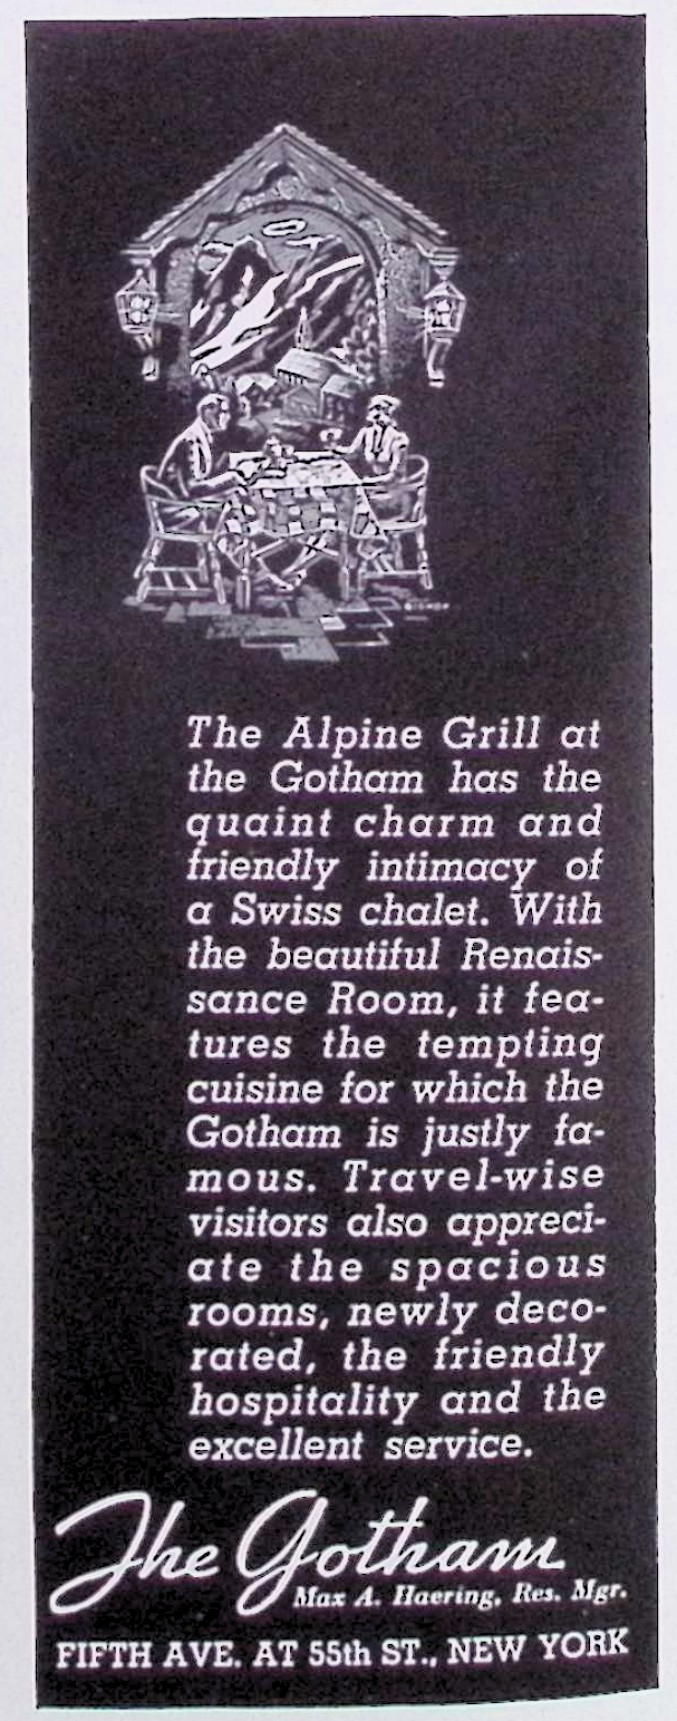 The Alpine Grill at
the Gotham has the
quaint charm and
friendly intimacy of
a Swiss chalet. With
the beautiful Renais-
sance Room, it fea-
tures the tempting
cuisine for which the
Gotham is justly fa-
mous. Travel-wise
visitors also appreci-
ate the spacious
rooms, newly deco-
rated, the friendly
hospitality and the
excellent service.
The Gotham
Max A. Haering, Res. Mgr.
FIFTH AVE. AT 55th ST., NEW YORK